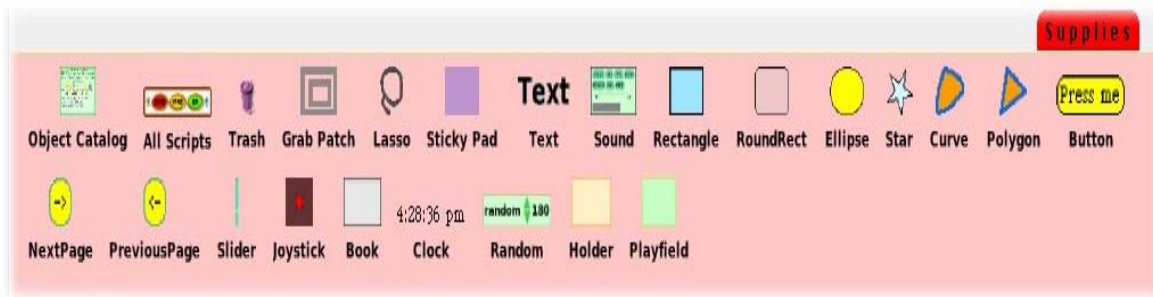 Supplies
Text
Press me
Object Catalog All Scripts Trash Grab Patch Lasso Sticky Pad Text Sound Rectangle RoundRect Ellipse Star Curve Polygon Button
-> <- 4:28:36 pm random 180
NextPage PreviousPage Slider Joystick Book Clock Random Holder Playfield